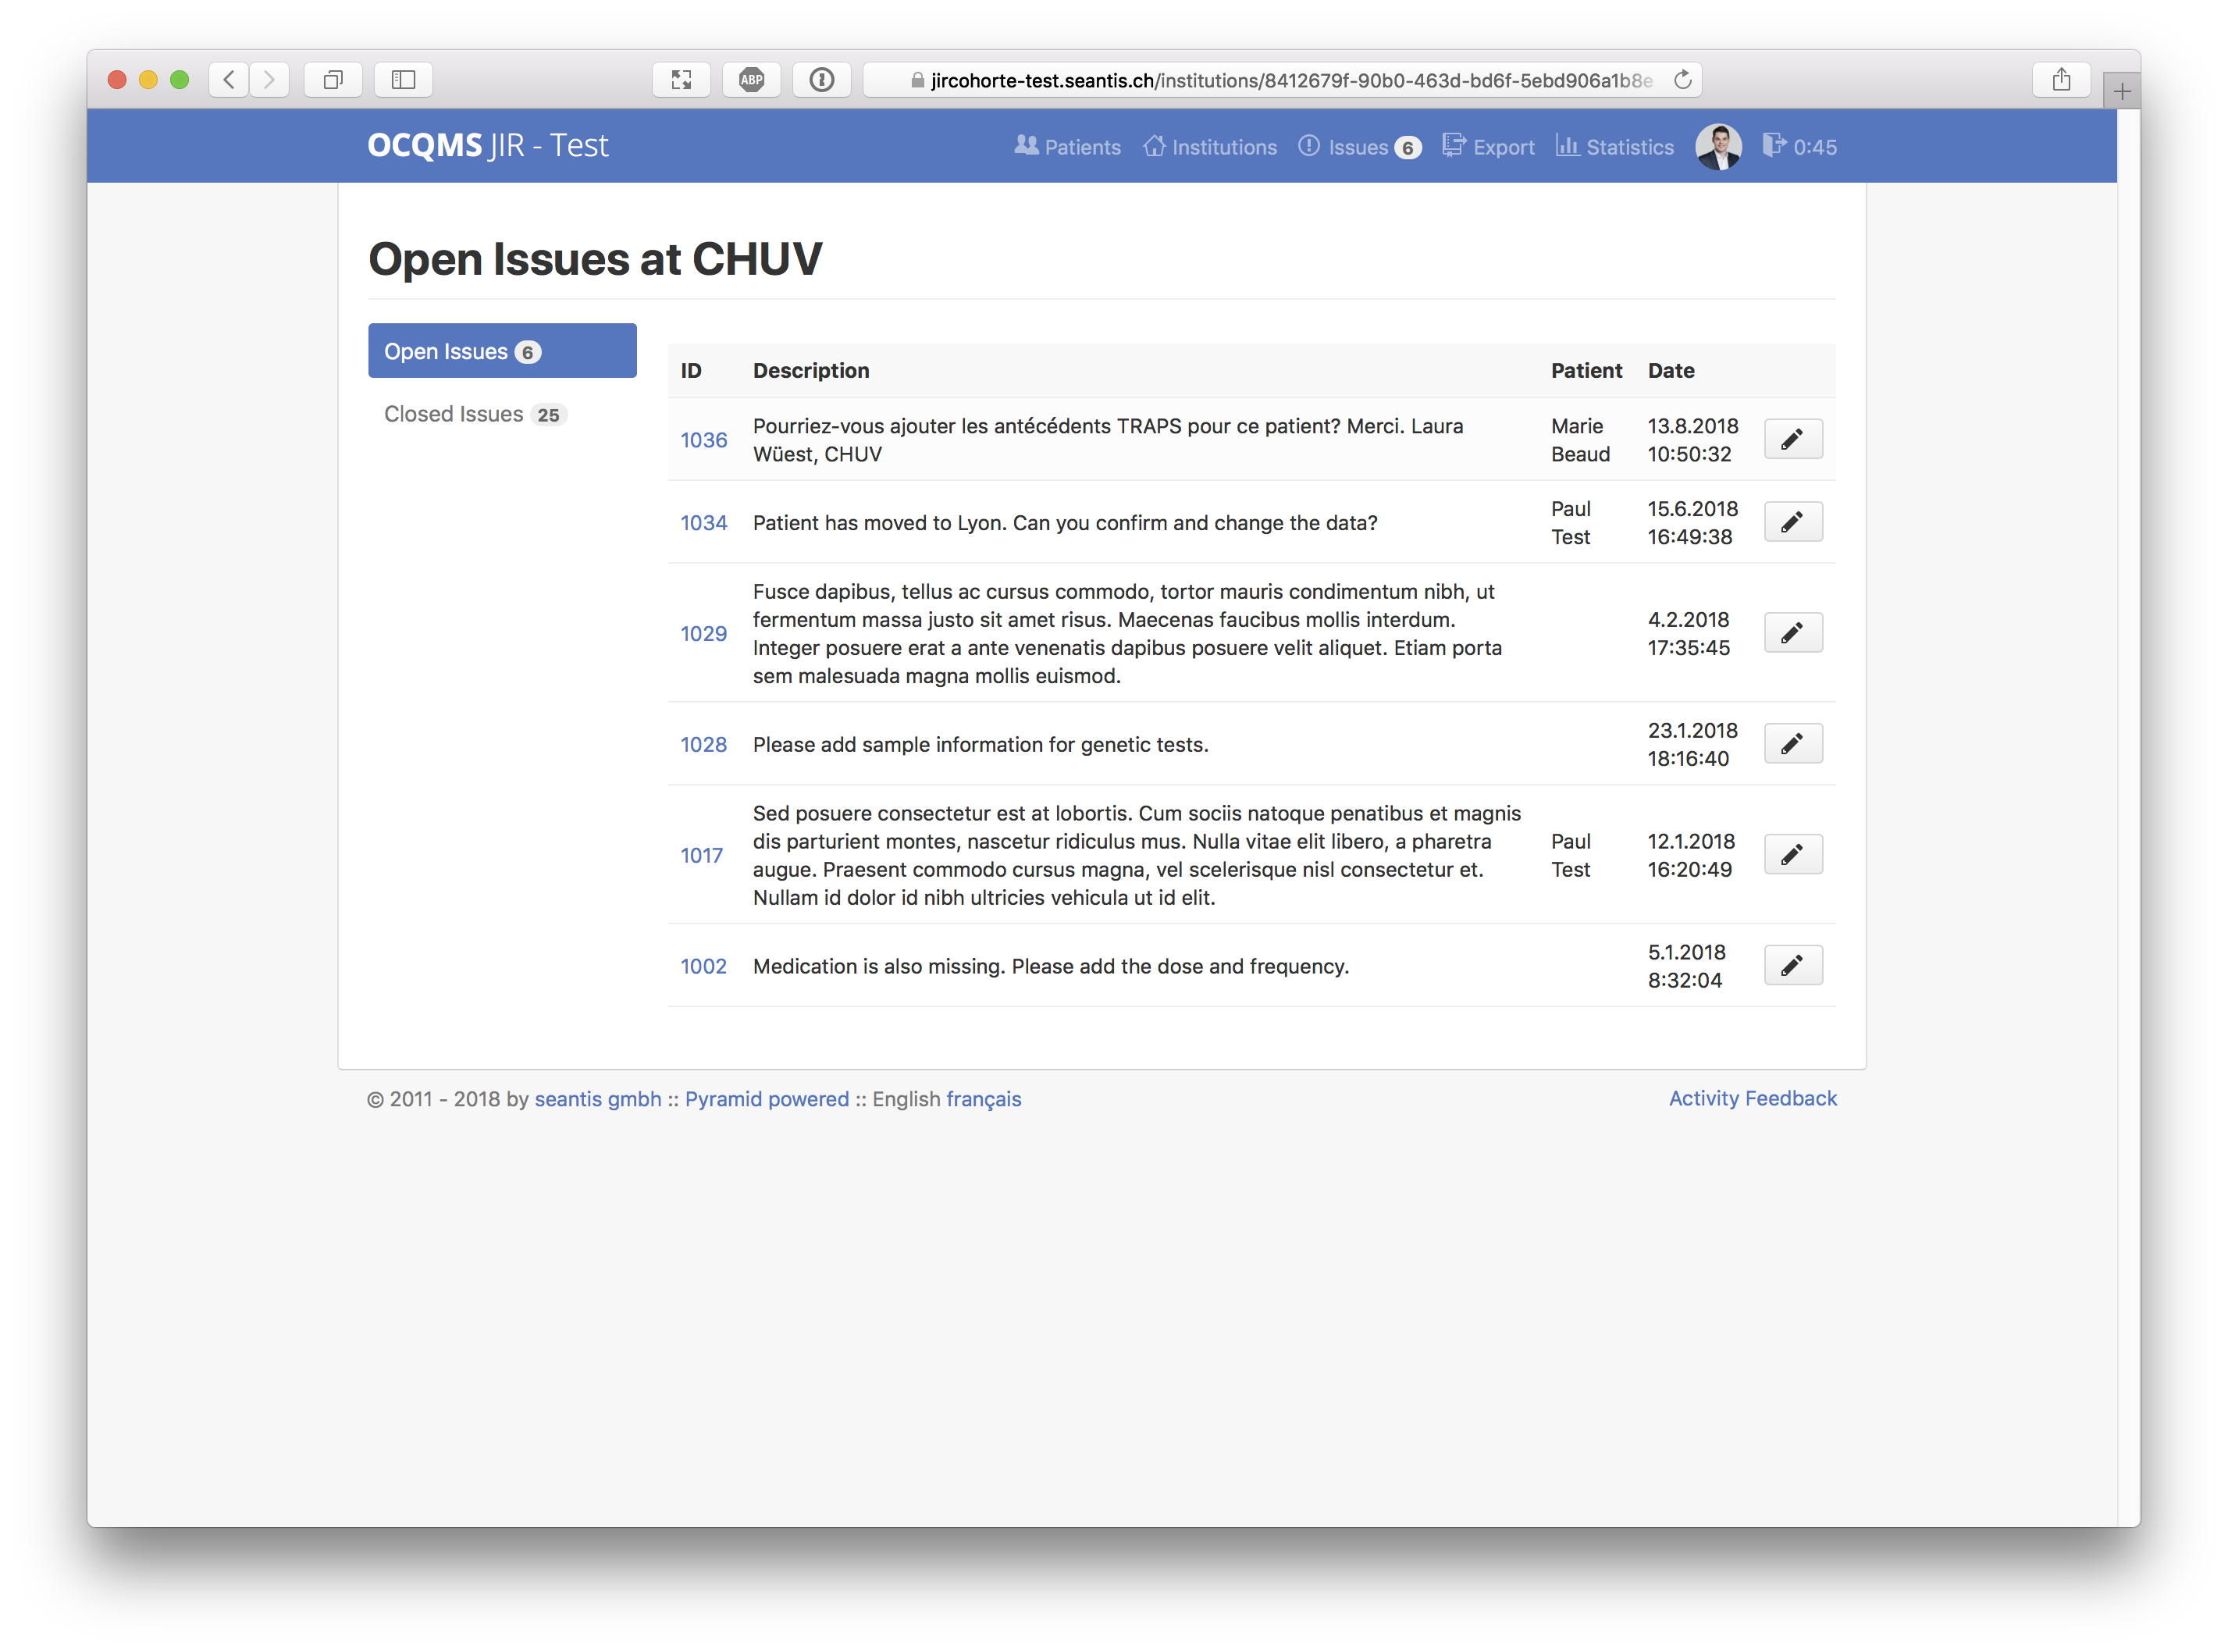 ABP
jircohorte-test.seantis.ch/institutions/8412679f-90b0-463d-bd6f-5ebd906a1b8e
OCQMS JIR - Test
Patients
Institutions
Issues 6
Export
Statistics
0:45
Open Issues at CHUV
Open Issues 6
Closed Issues 25
ID Description Patient Date
1036
Pourriez-vous ajouter les antécédents TRAPS pour ce patient? Merci. Laura
Wüest, CHUV
Marie
Beaud
13.8.2018
10:50:32
1034
Patient has moved to Lyon. Can you confirm and change the data?
Paul
Test
15.6.2018
16:49:38
1029
Fusce dapibus, tellus ac cursus commodo, tortor mauris condimentum nibh, ut
fermentum massa justo sit amet risus. Maecenas faucibus mollis interdum.
Integer posuere erat a ante venenatis dapibus posuere velit aliquet. Etiam porta
sem malesuada magna mollis euismod.
4.2.2018
17:35:45
1028
Please add sample information for genetic tests.
23.1.2018
18:16:40
1017
Sed posuere consectetur est at lobortis. Cum sociis natoque penatibus et magnis
dis parturient montes, nascetur ridiculus mus. Nulla vitae elit libero, a pharetra
augue. Praesent commodo cursus magna, vel scelerisque nisl consectetur et.
Nullam id dolor id nibh ultricies vehicula ut id elit.
Paul
Test
12.1.2018
16:20:49
1002
Medication is also missing. Please add the dose and frequency.
5.1.2018
8:32:04
© 2011 - 2018 by seantis gmbh :: Pyramid powered :: English français
Activity Feedback